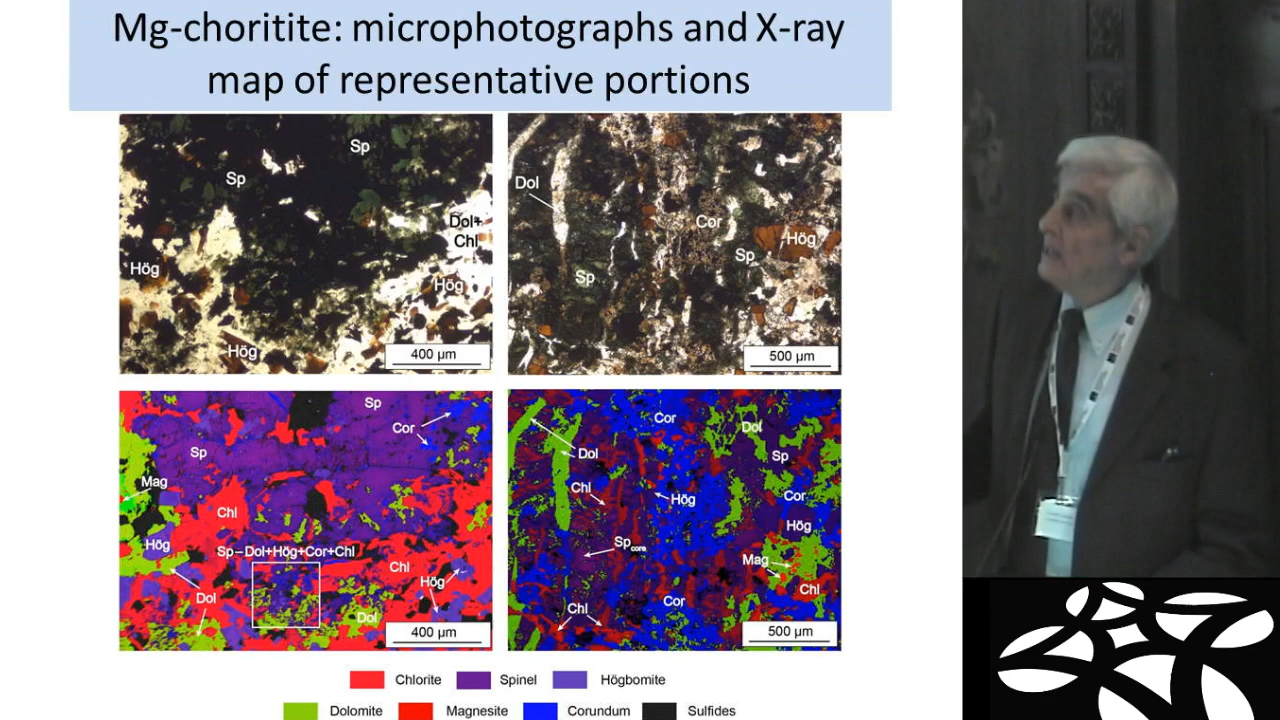 Mg-choritite: microphotographs and X-ray
map of representative portions
Sp
Sp
Dol+
Chl
Hög
Hög
Hög
400 µm
Dol
Cor
Hög
Sp
Sp
500 µm
Sp
Cor
Sp
Mag
Chl
Hög
Sp–Dol+Hög+Cor+Chl
Chl
Hög
Dol
Dol
400 µm
Cor
Dol
Dol
Sp
Chl
Hög
Cor
Hög
Sp core
Mag
Chl
Cor
Chl
500 µm
Chlorite Spinel Högbomite
Dolomite Magnesite Corundum Sulfides